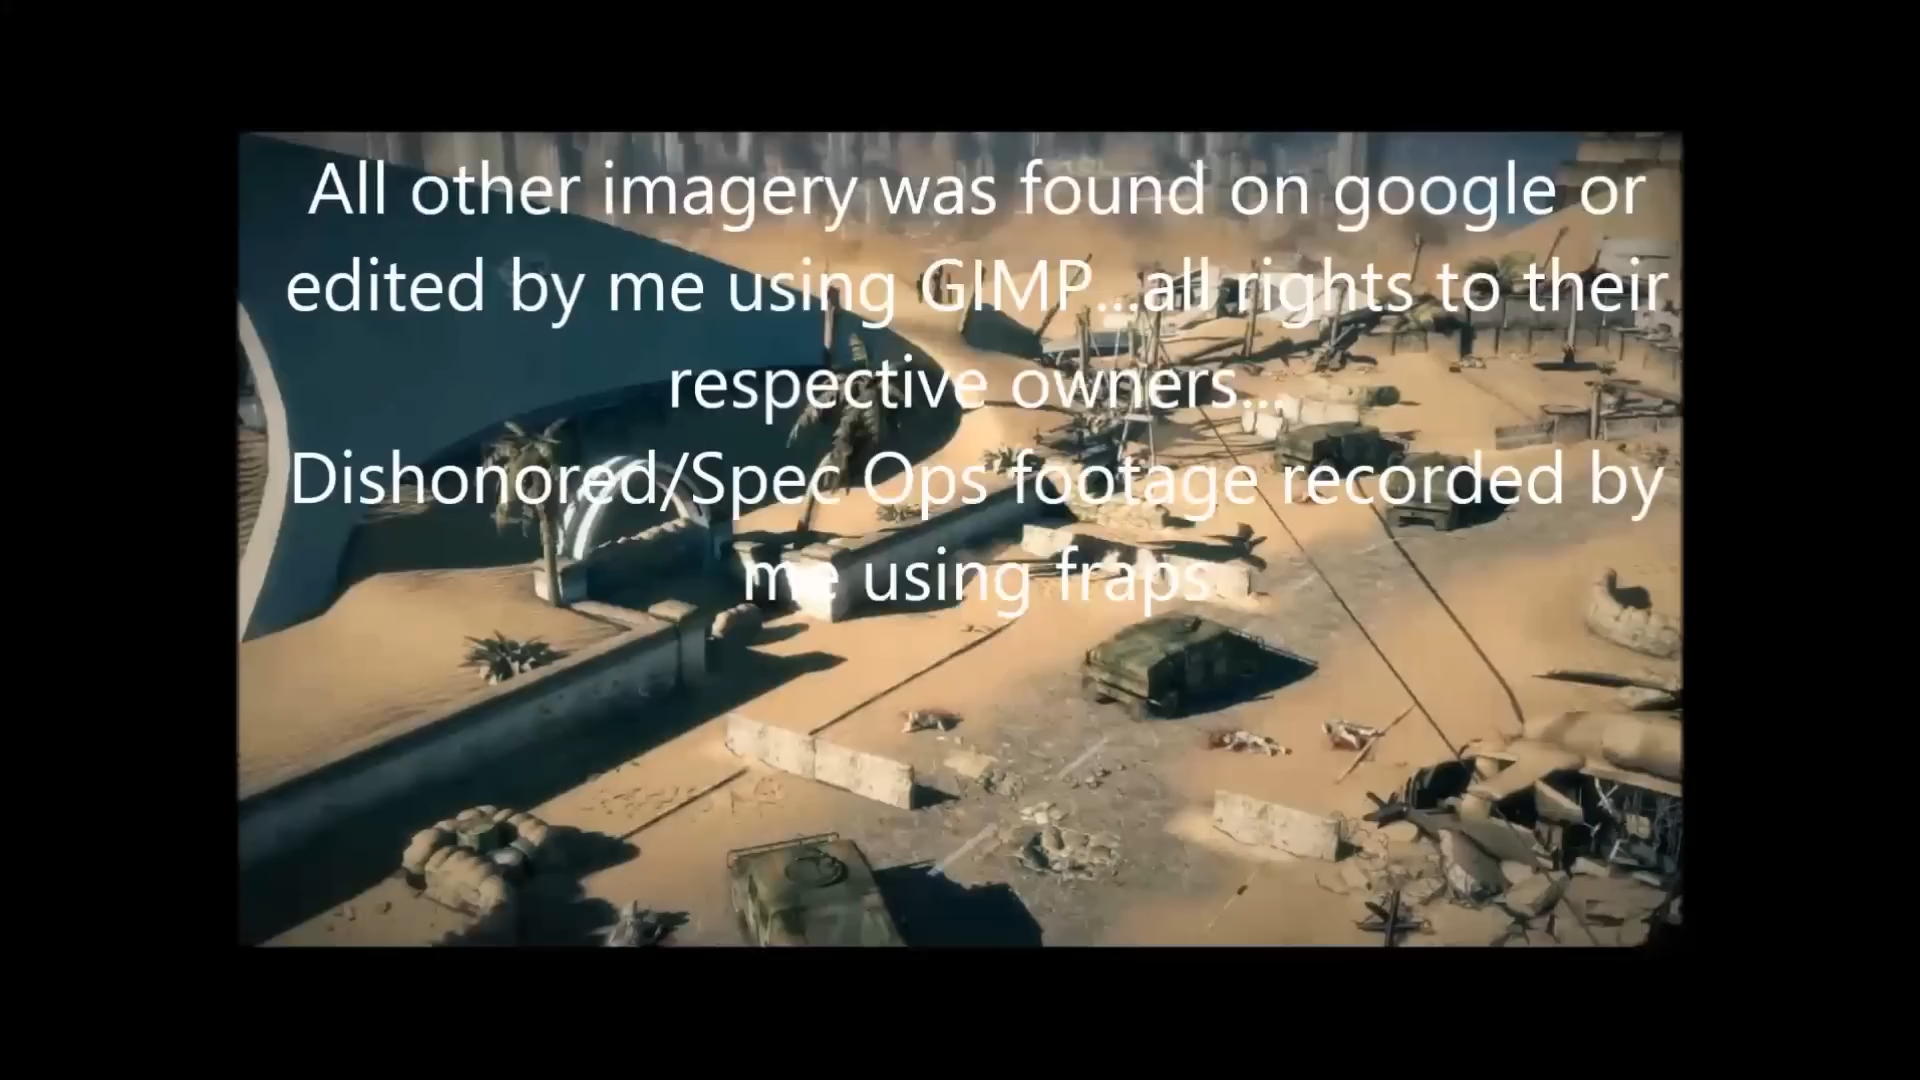 All other imagery was found on google or
edited by me using GIMP...all rights to their
respective owners...
Dishonored/Spec Ops footage recorded by
me using fraps